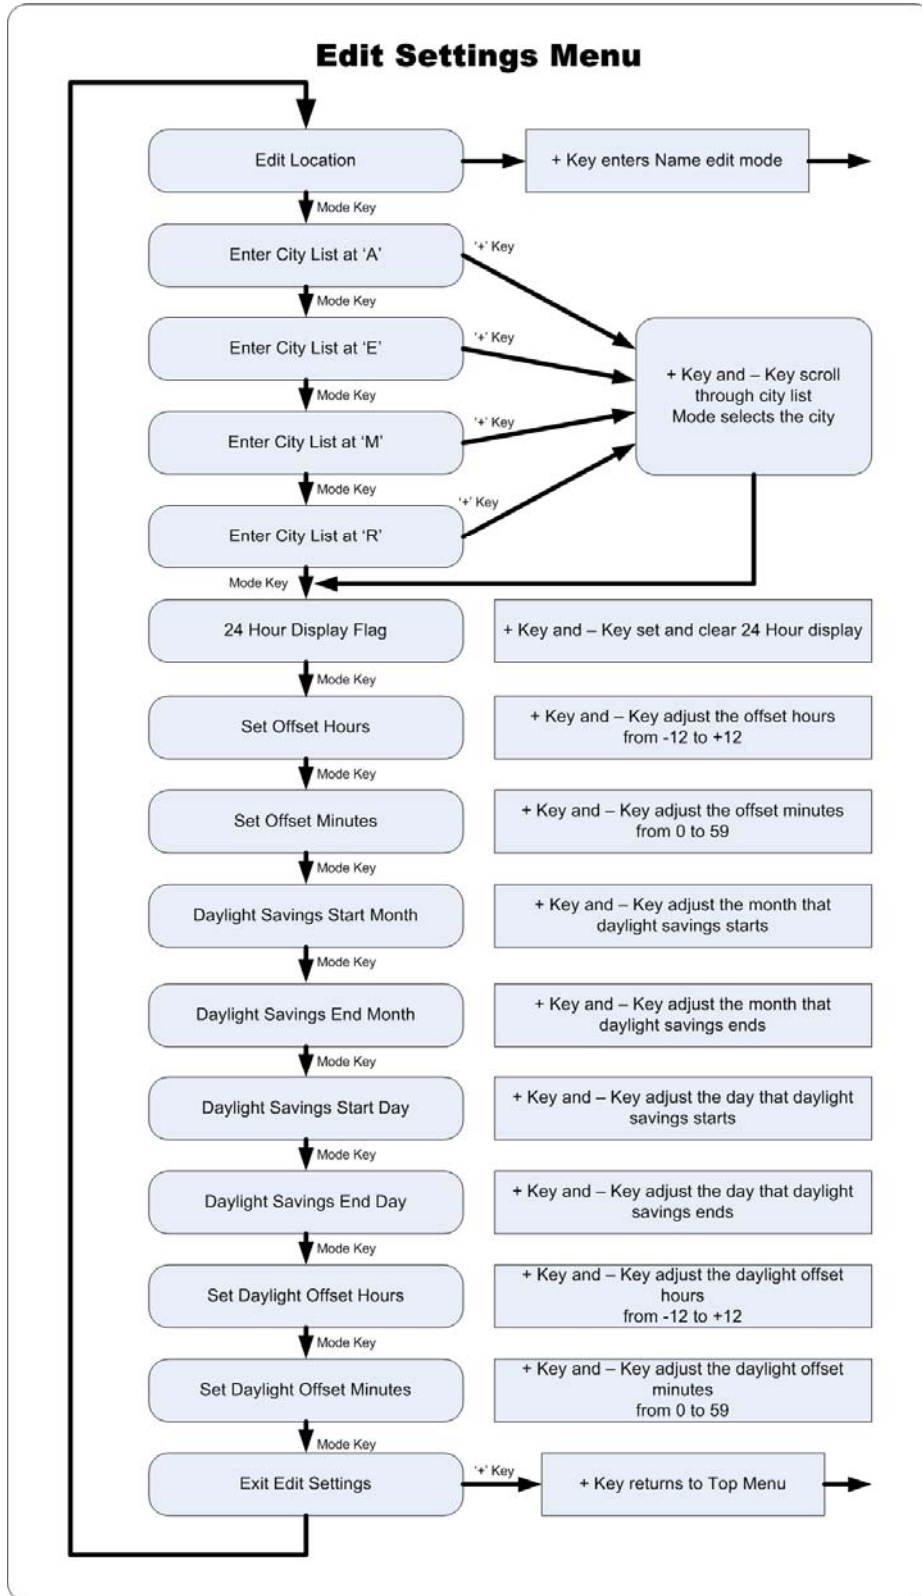 Edit Settings Menu
Edit Location
+ Key enters Name edit mode
Mode Key
Enter City List at ‘A’
‘+’ Key
Mode Key
Enter City List at ‘E’
‘+’ Key
+ Key and – Key scroll
through city list
Mode selects the city
Mode Key
Enter City List at ‘M’
‘+’ Key
Mode Key
‘+’ Key
Enter City List at ‘R’
Mode Key
24 Hour Display Flag
+ Key and – Key set and clear 24 Hour display
Mode Key
Set Offset Hours
+ Key and – Key adjust the offset hours
from -12 to +12
Mode Key
Set Offset Minutes
+ Key and – Key adjust the offset minutes
from 0 to 59
Mode Key
Daylight Savings Start Month
+ Key and – Key adjust the month that
daylight savings starts
Mode Key
Daylight Savings End Month
+ Key and – Key adjust the month that
daylight savings ends
Mode Key
Daylight Savings Start Day
+ Key and – Key adjust the day that daylight
savings starts
Mode Key
Daylight Savings End Day
+ Key and – Key adjust the day that daylight
savings ends
Mode Key
Set Daylight Offset Hours
+ Key and – Key adjust the daylight offset
hours
from -12 to +12
Mode Key
Set Daylight Offset Minutes
+ Key and – Key adjust the daylight offset
minutes
from 0 to 59
Mode Key
Exit Edit Settings
‘+’ Key
+ Key returns to Top Menu